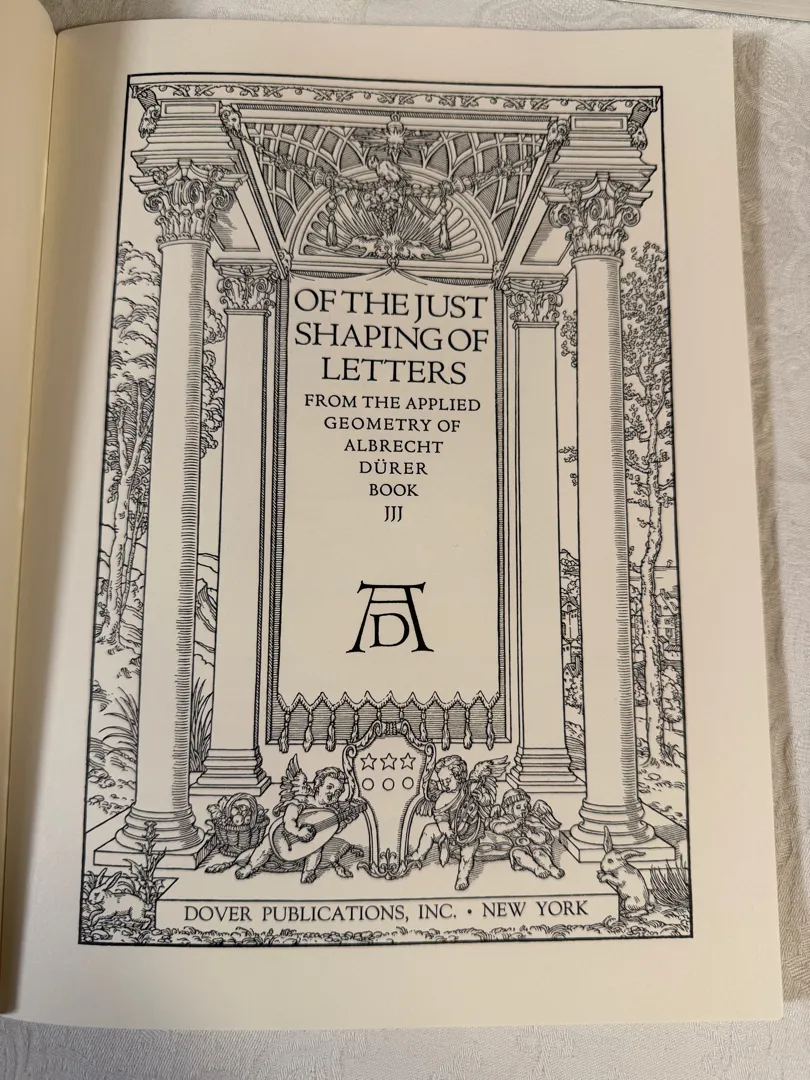 OF THE JUST
SHAPING OF
LETTERS
FROM THE APPLIED
GEOMETRY OF
ALBRECHT
DÜRER
BOOK
JJJ
AD
DOVER PUBLICATIONS, INC. • NEW YORK